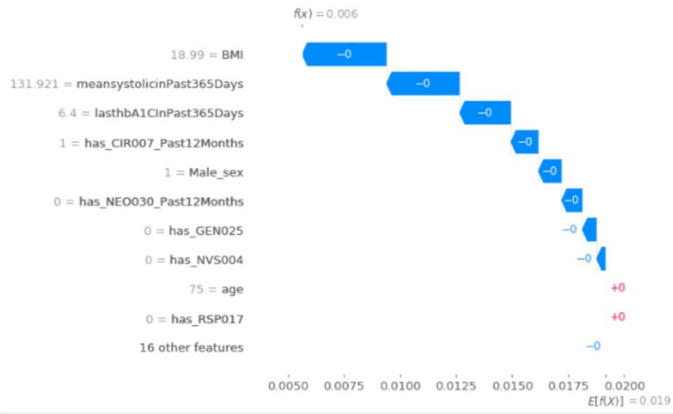 f(x) = 0.006
18.99 = BMI −0
131.921 = meansystolicinPast365Days −0
6.4 = lasthbA1CInPast365Days −0
1 = has_CIR007_Past12Months −0
1 = Male_sex −0
0 = has_NEO030_Past12Months −0
0 = has_GEN025 −0
0 = has_NVS004 −0
75 = age +0
0 = has_RSP017 +0
16 other features −0
0.0050 0.0075 0.0100 0.0125 0.0150 0.0175 0.0200
E[f(X)] = 0.019